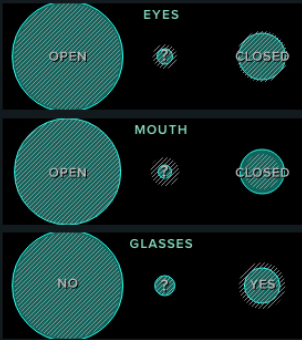 EYES
OPEN ? CLOSED
MOUTH
OPEN ? CLOSED
GLASSES
NO ? YES